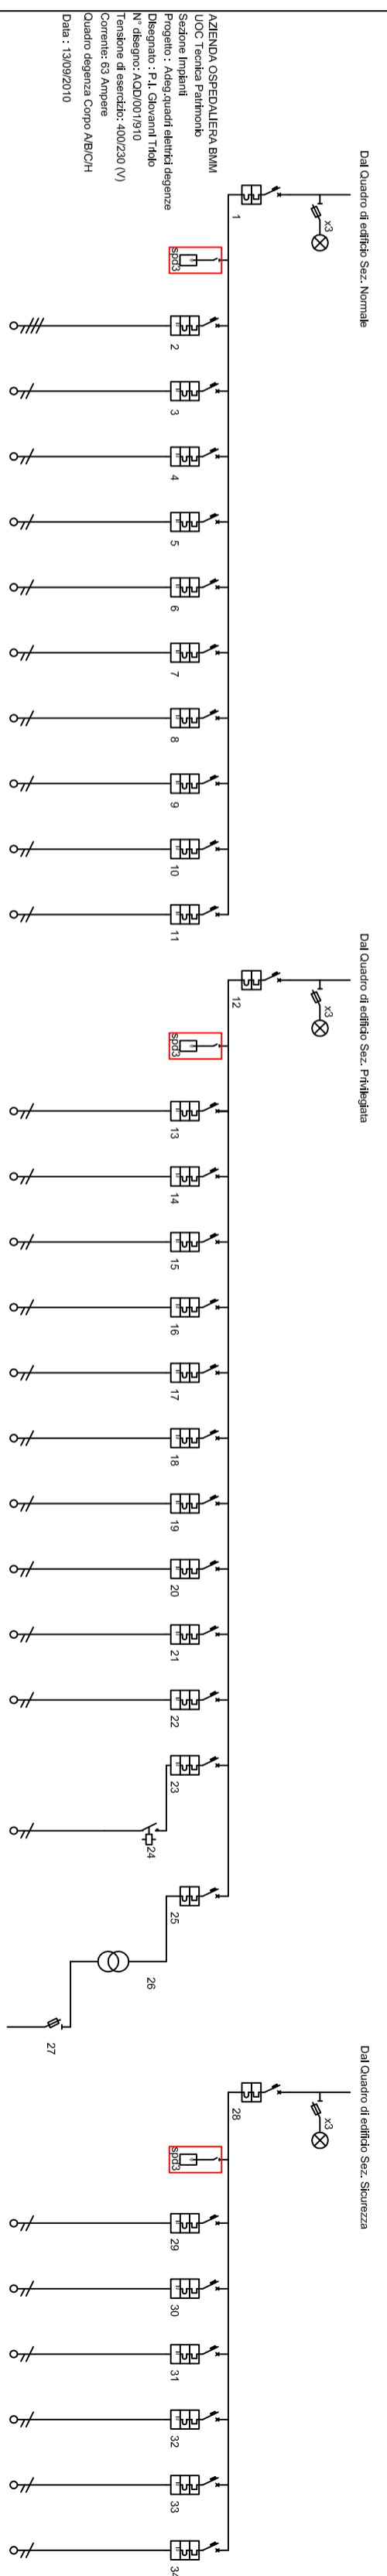 Dal Quadro di edificio Sez. Normale
x3
1
spd3
2
3
4
5
6
7
8
9
10
11
Dal Quadro di edificio Sez. Privilegiata
x3
12
spd3
13
14
15
16
17
18
19
20
21
22
23
24
25
26
27
Dal Quadro di edificio Sez. Sicurezza
x3
28
spd3
29
30
31
32
33
34
AZIENDA OSPEDALIERA BMM
UOC Tecnica Patrimonio
Sezione Impianti
Progetto : Adeg.quadri elettrici degenze
Disegnato : P.I. Giovanni Triolo
N° disegno: AQD/001/910
Tensione di esercizio: 400/230 (V)
Corrente: 63 Ampere
Quadro degenza Corpo A/B/C/H
Data : 13/09/2010